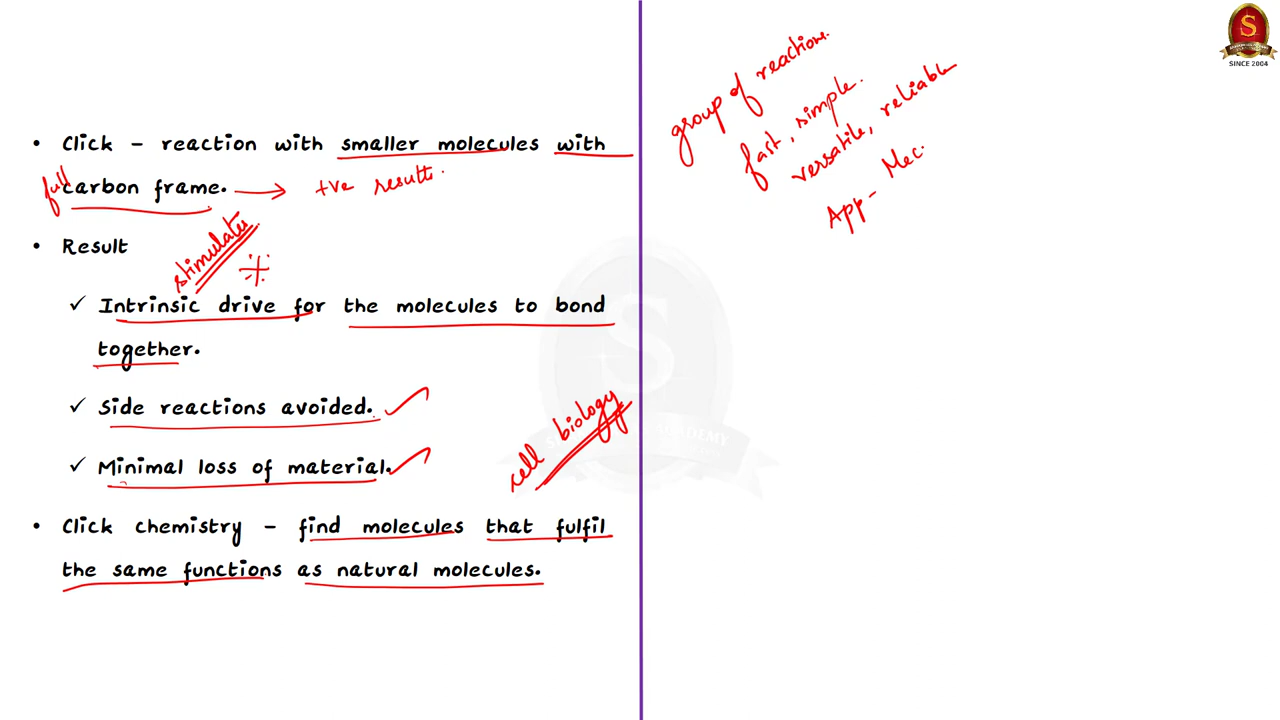 • Click – reaction with smaller molecules with
full carbon frame. → +ve results.
• Result
stimulates
✓ Intrinsic drive for the molecules to bond
together.
✓ Side reactions avoided.
✓ Minimal loss of material.
cell biology
• Click chemistry – find molecules that fulfil
the same functions as natural molecules.
group of reactions.
fast, simple.
versatile, reliable
App- Mec.
S
SINCE 2004
ACADEMY